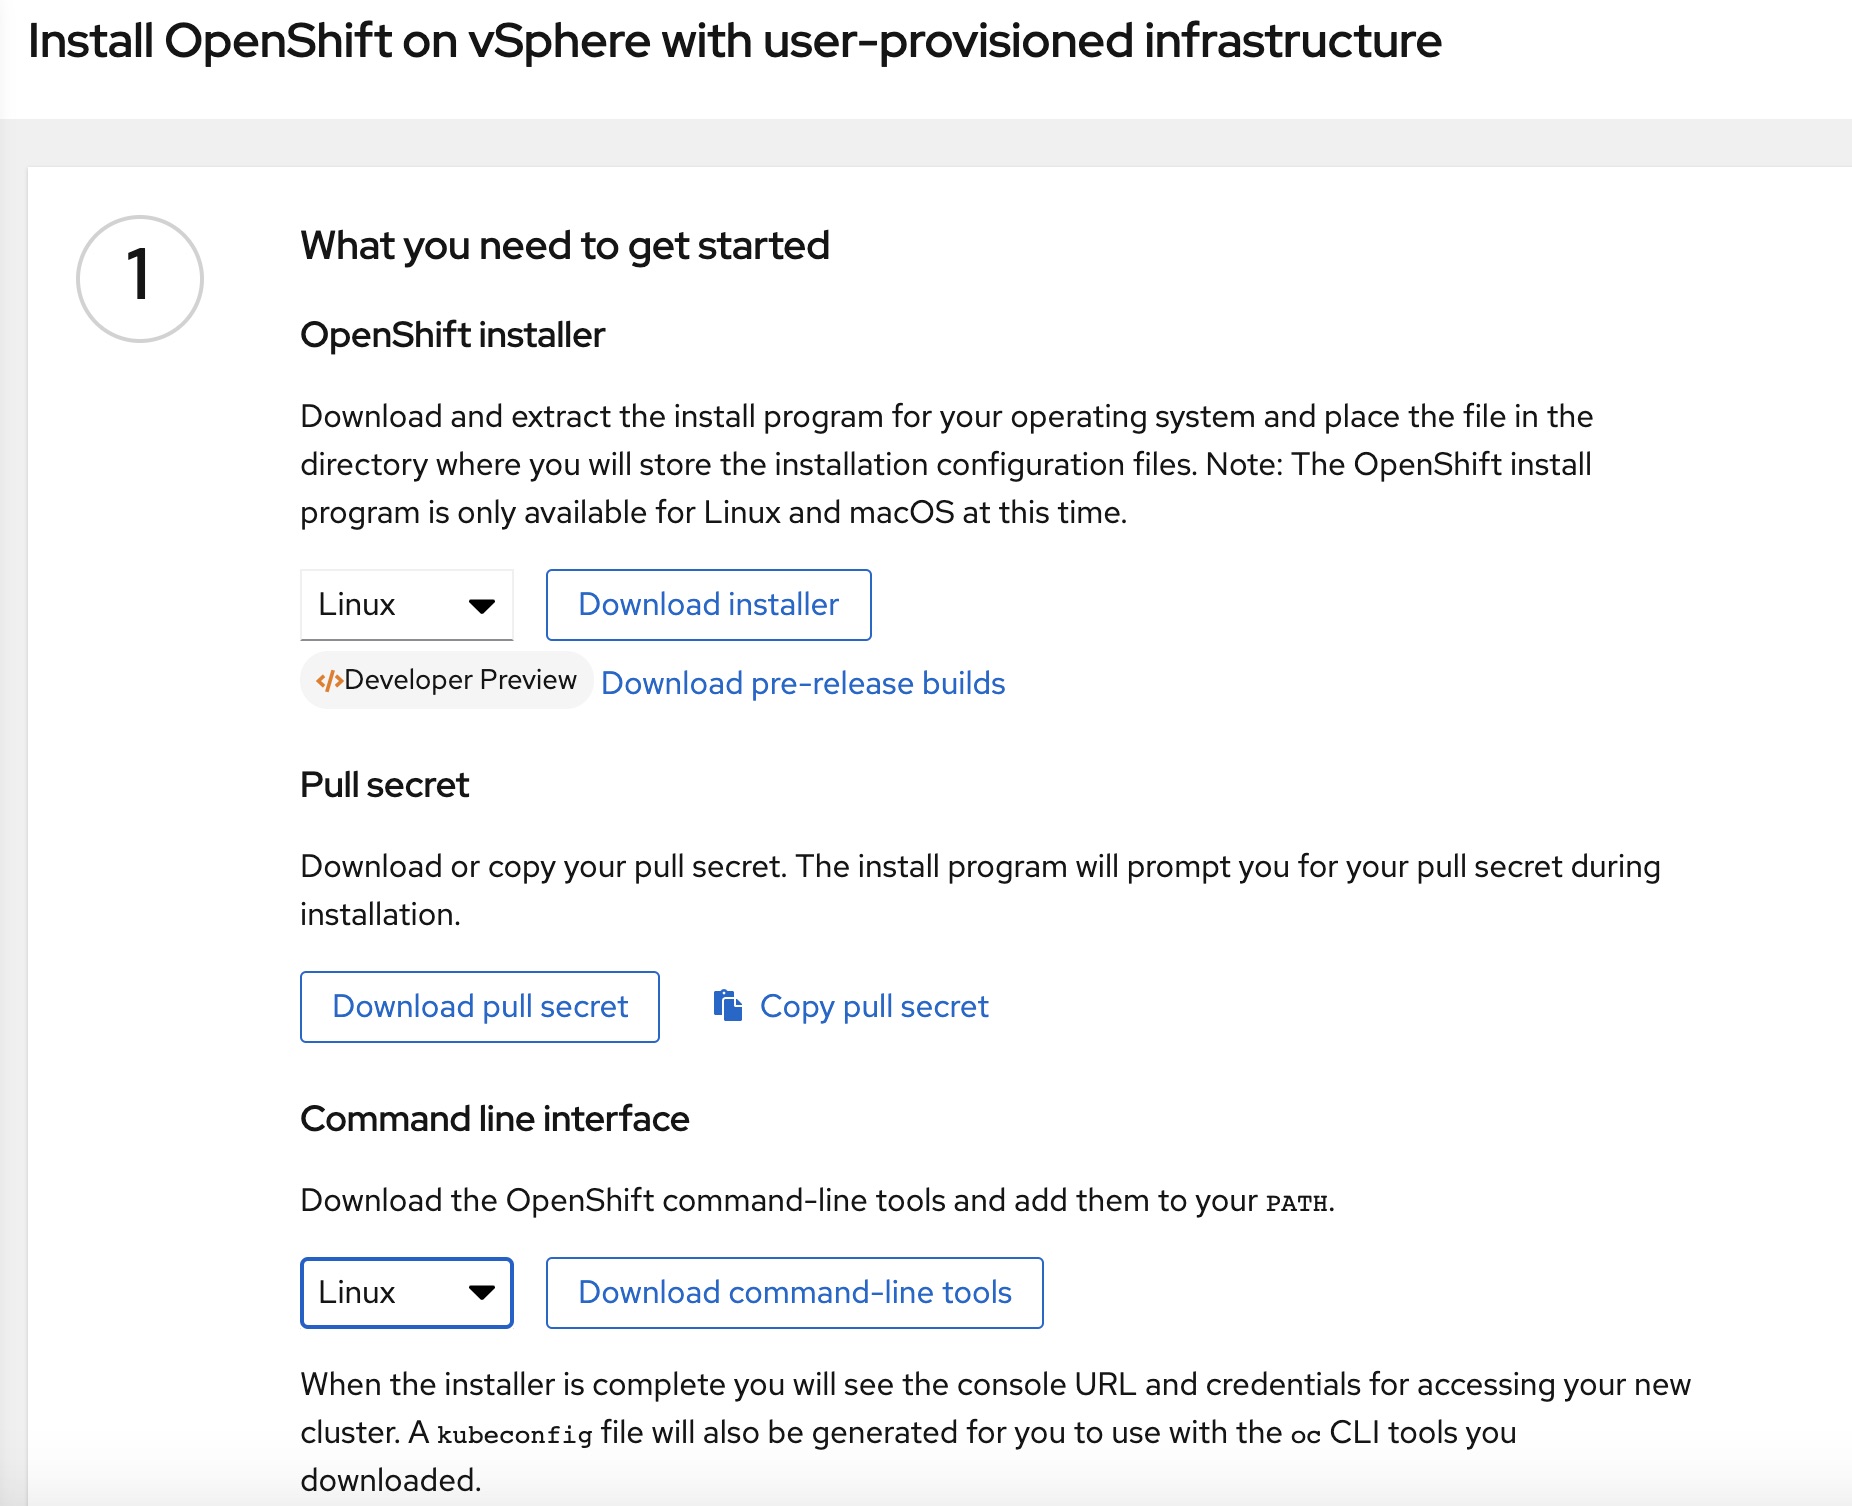 Install OpenShift on vSphere with user-provisioned infrastructure
1
What you need to get started
OpenShift installer
Download and extract the install program for your operating system and place the file in the
directory where you will store the installation configuration files. Note: The OpenShift install
program is only available for Linux and macOS at this time.
Linux Download installer
</>Developer Preview Download pre-release builds
Pull secret
Download or copy your pull secret. The install program will prompt you for your pull secret during
installation.
Download pull secret Copy pull secret
Command line interface
Download the OpenShift command-line tools and add them to your PATH.
Linux Download command-line tools
When the installer is complete you will see the console URL and credentials for accessing your new
cluster. A kubeconfig file will also be generated for you to use with the oc CLI tools you
downloaded.